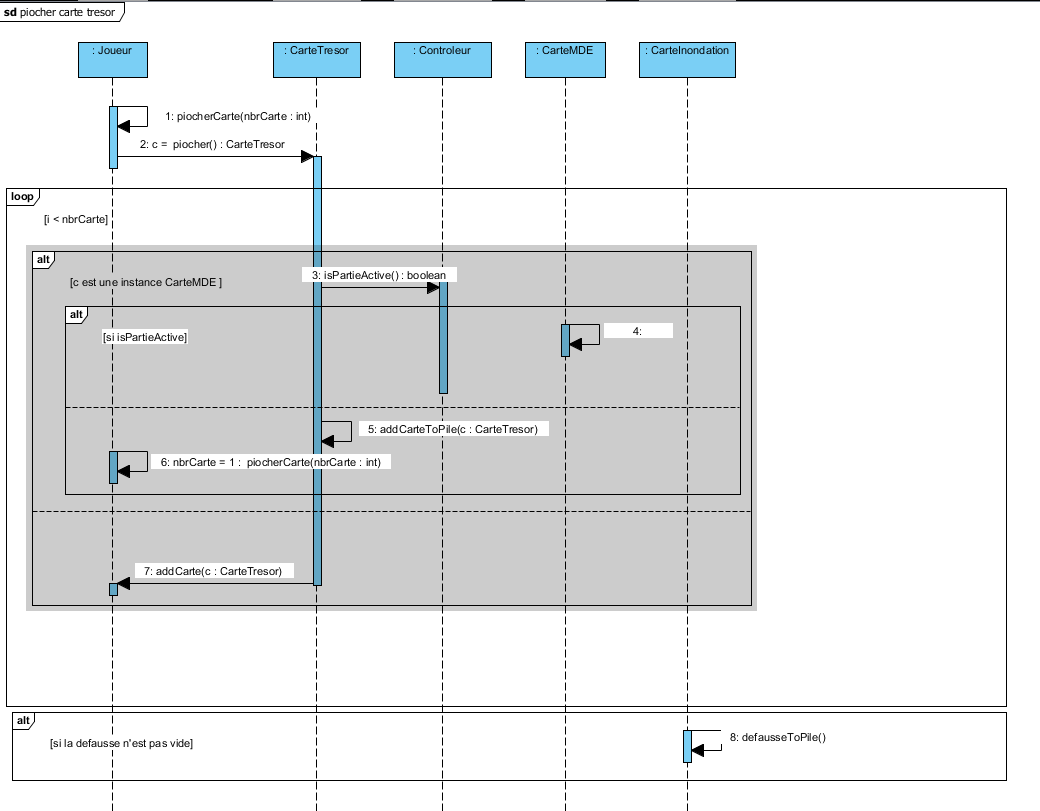 sd piocher carte tresor
: Joueur
: CarteTresor
: Controleur
: CarteMDE
: CarteInondation
1: piocherCarte(nbrCarte : int)
2: c = piocher() : CarteTresor
loop
[i < nbrCarte]
alt
3: isPartieActive() : boolean
[c est une instance CarteMDE ]
alt
[si isPartieActive]
4:
5: addCarteToPile(c : CarteTresor)
6: nbrCarte = 1 : piocherCarte(nbrCarte : int)
7: addCarte(c : CarteTresor)
alt
[si la defausse n'est pas vide]
8: defausseToPile()